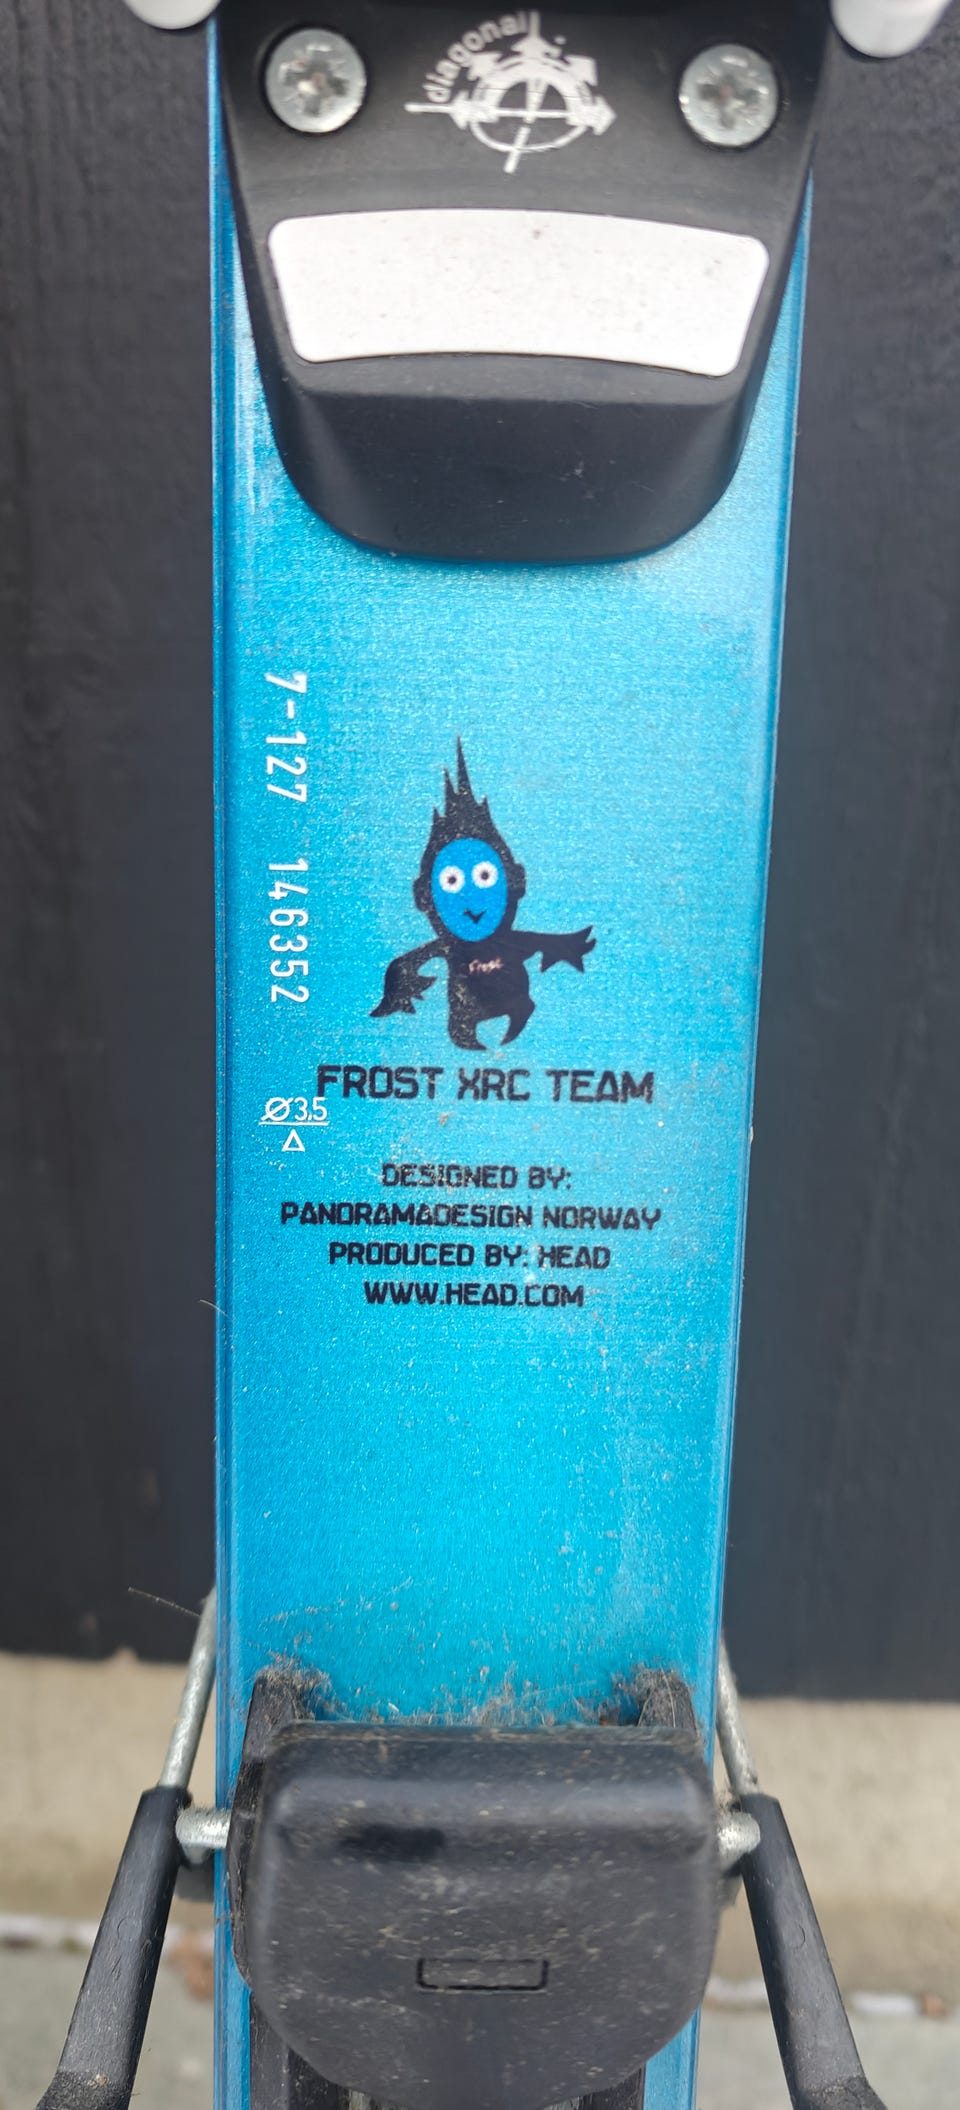 diagonal
7-127 146352
Frost
FROST XRC TEAM
Ø3,5
DESIGNED BY:
PANORAMADESIGN NORWAY
PRODUCED BY: HEAD
WWW.HEAD.COM